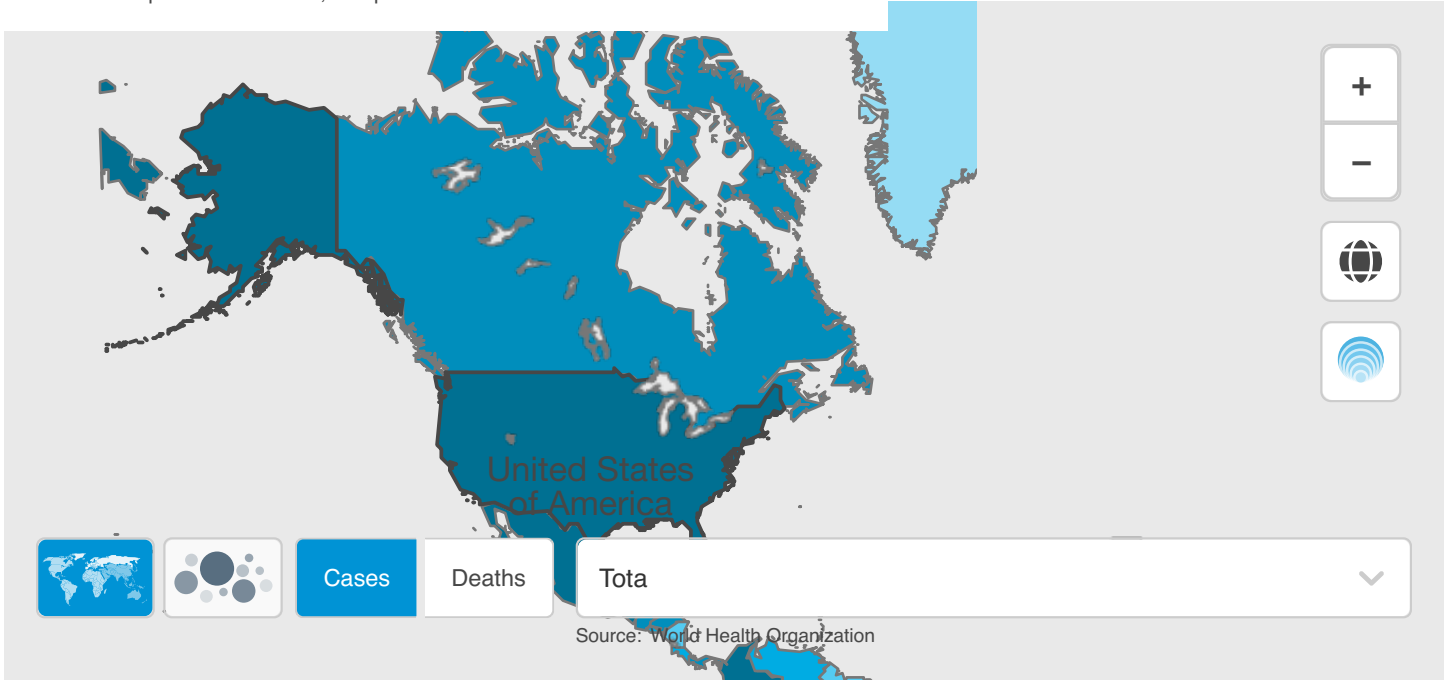 +
−
United States
of America
Cases
Deaths
Tota
Source: World Health Organization